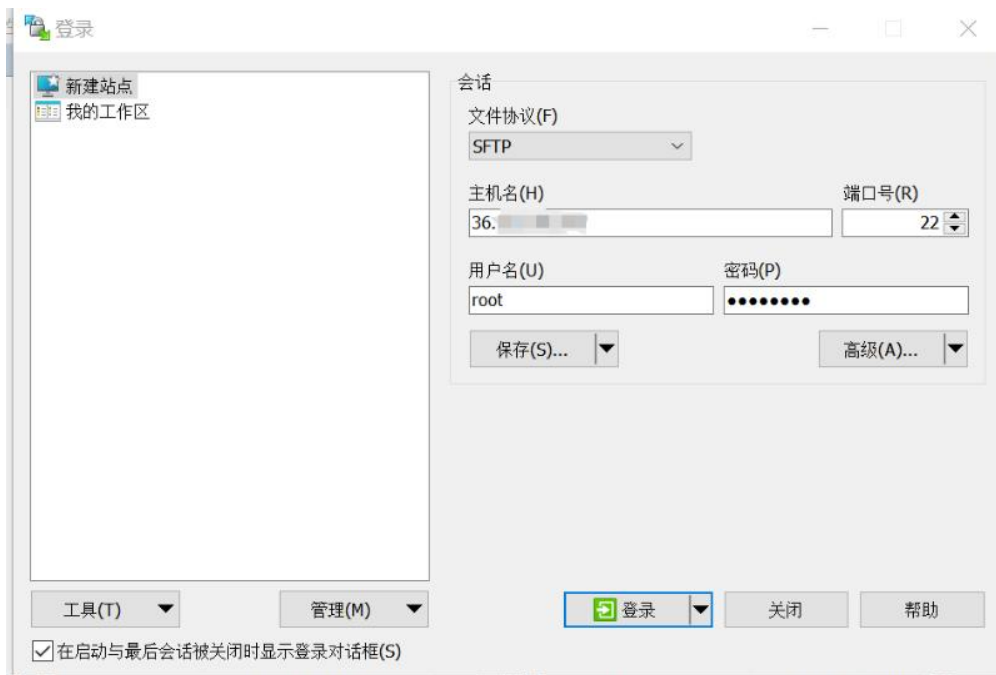 登录
新建站点
我的工作区
会话
文件协议(F)
SFTP
主机名(H)
端口号(R)
36.
22
用户名(U)
密码(P)
root
••••••••
保存(S)...
高级(A)...
工具(T)
管理(M)
登录
关闭
帮助
在启动与最后会话被关闭时显示登录对话框(S)